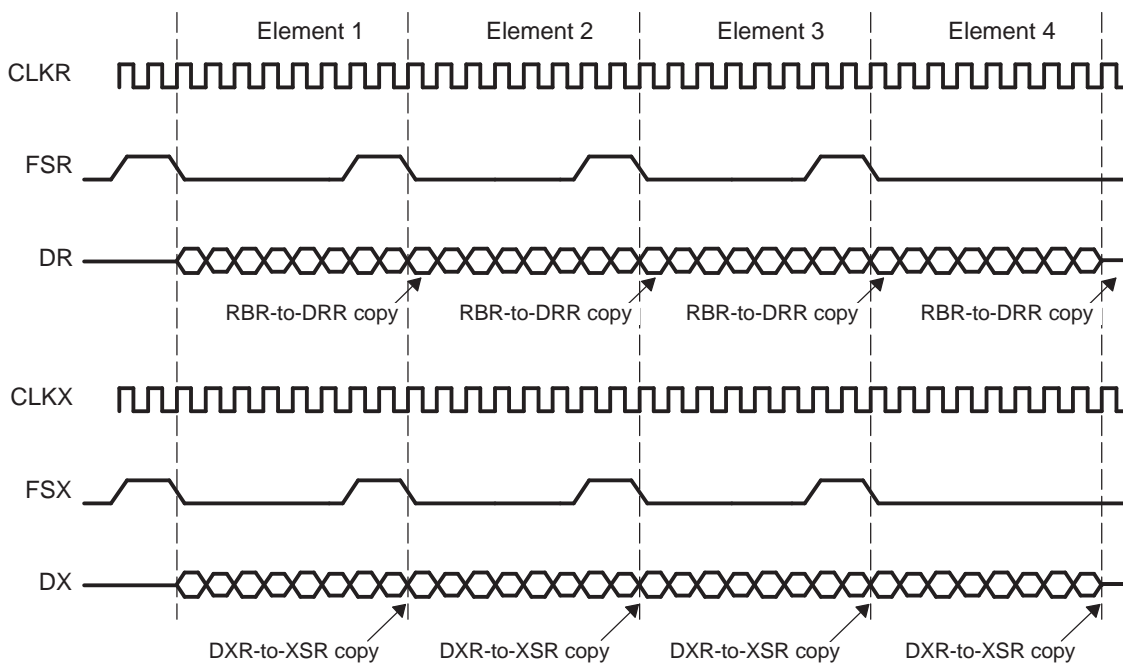 Element 1 Element 2 Element 3 Element 4
CLKR
FSR
DR
RBR-to-DRR copy RBR-to-DRR copy RBR-to-DRR copy RBR-to-DRR copy
CLKX
FSX
DX
DXR-to-XSR copy DXR-to-XSR copy DXR-to-XSR copy DXR-to-XSR copy